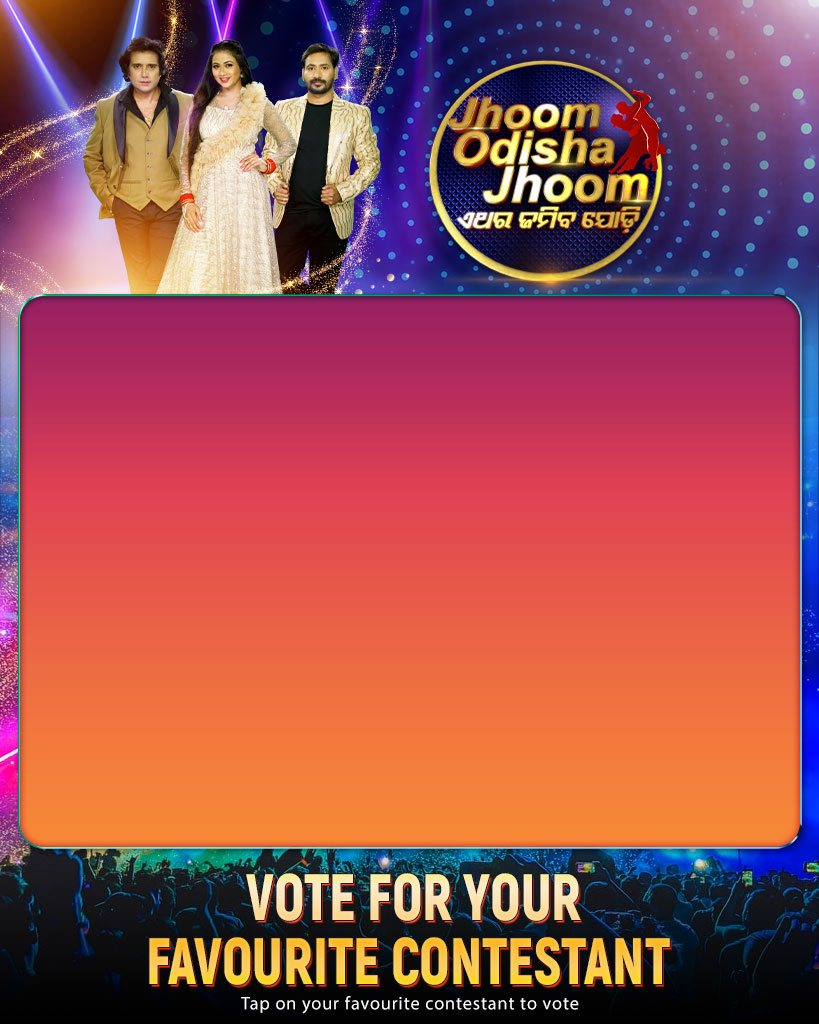 Jhoom
Odisha
Jhoom
ଏଥର ଜମିବ ଯୋଡ଼ି
VOTE FOR YOUR
FAVOURITE CONTESTANT
Tap on your favourite contestant to vote